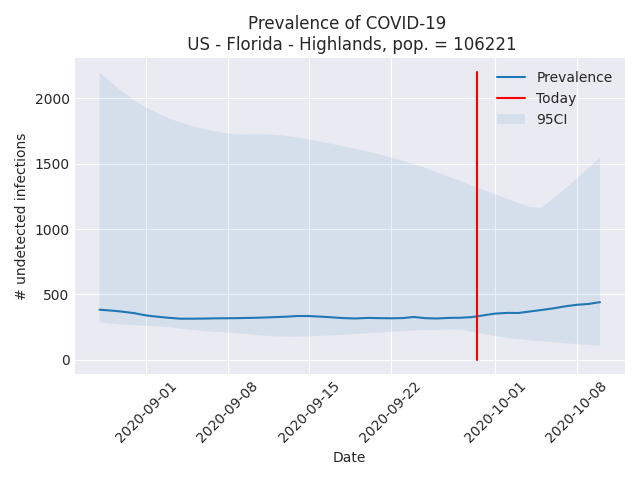 Prevalence of COVID-19
US - Florida - Highlands, pop. = 106221
Prevalence
Today
95CI
# undetected infections
2000
1500
1000
500
0
2020-09-01
2020-09-08
2020-09-15
2020-09-22
2020-10-01
2020-10-08
Date